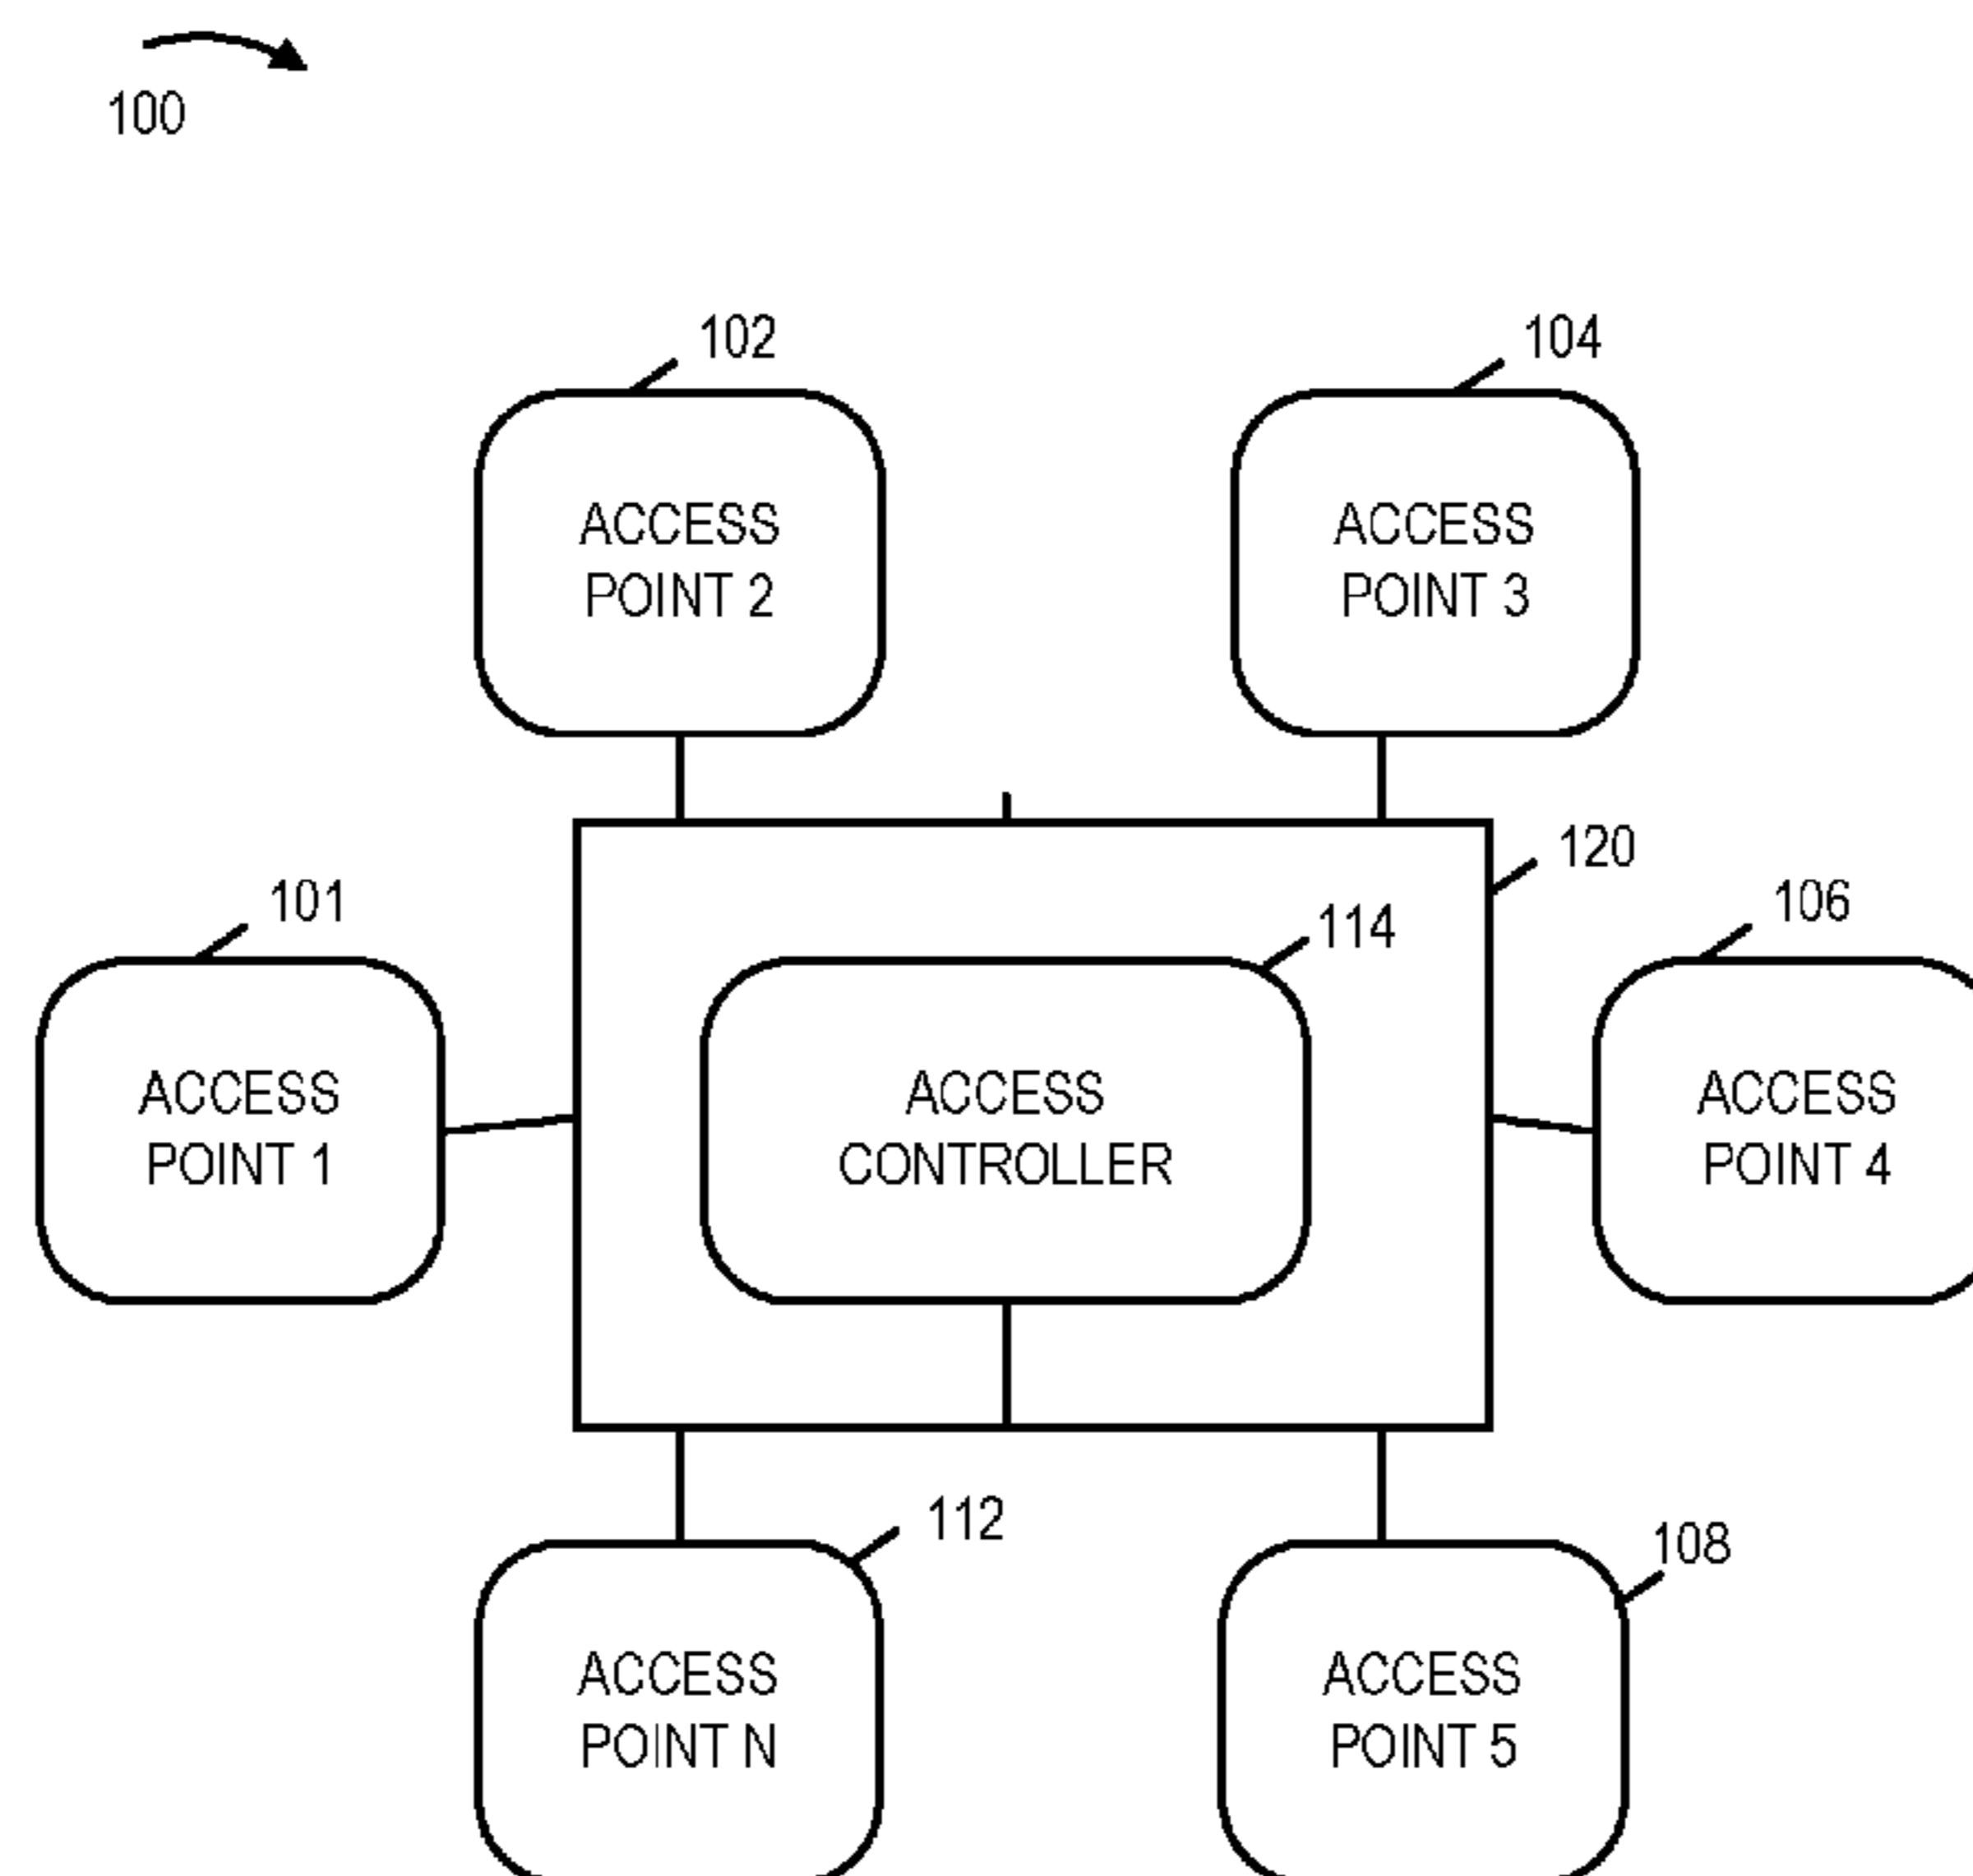 100
102
104
ACCESS
POINT 2
ACCESS
POINT 3
120
101
114
106
ACCESS
POINT 1
ACCESS
CONTROLLER
ACCESS
POINT 4
112
108
ACCESS
POINT N
ACCESS
POINT 5